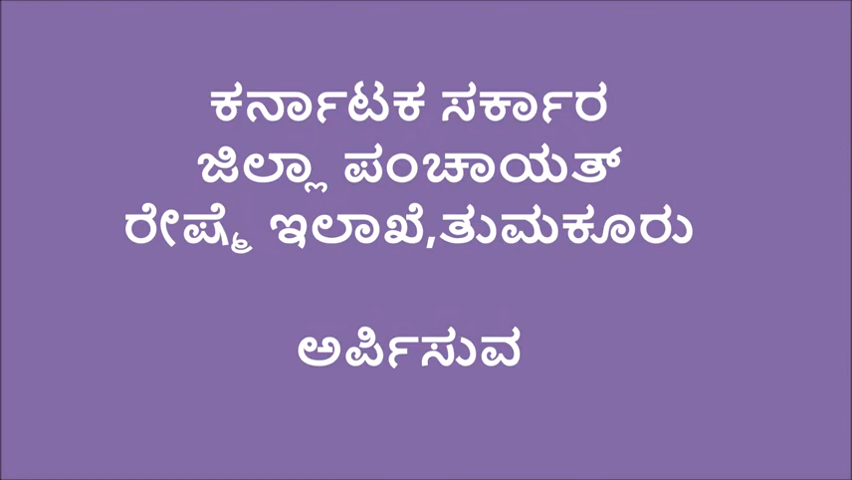 ಕರ್ನಾಟಕ ಸರ್ಕಾರ
ಜಿಲ್ಲಾ ಪಂಚಾಯತ್
ರೇಷ್ಮೆ ಇಲಾಖೆ,ತುಮಕೂರು
ಅರ್ಪಿಸುವ